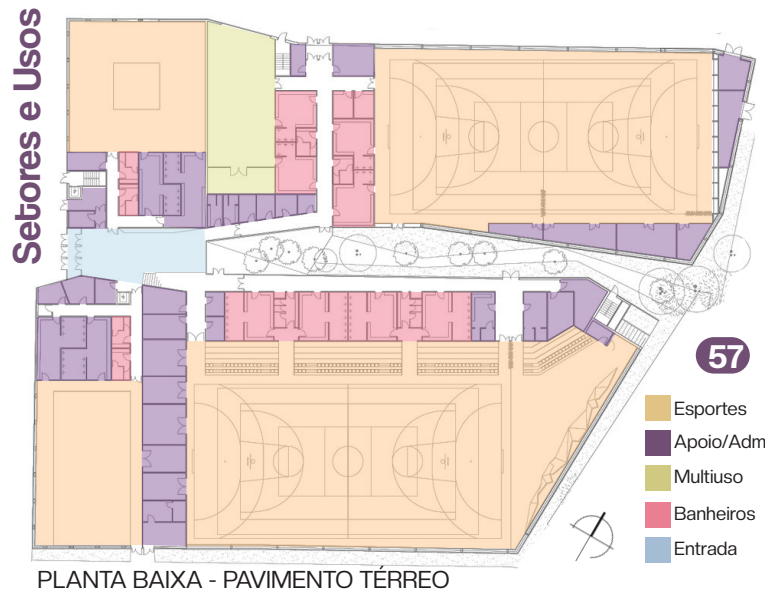 Setores e Usos
57
Esportes
Apoio/Adm
Multiuso
Banheiros
Entrada
PLANTA BAIXA - PAVIMENTO TÉRREO